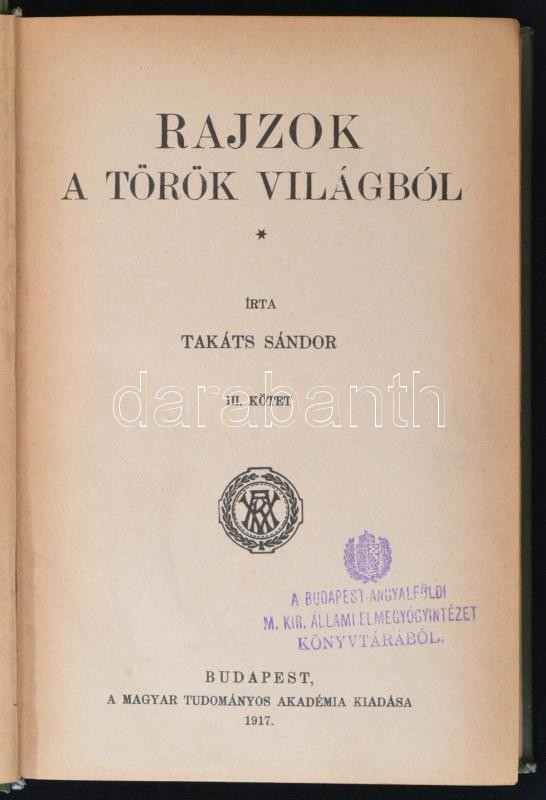 RAJZOK
A TÖRÖK VILÁGBÓL
*
ÍRTA
TAKÁTS SÁNDOR
III. KÖTET
darabanth
A BUDAPEST-ANGYALFÖLDI
M. KIR. ÁLLAMI ELMEGYÓGYINTÉZET
KÖNYVTÁRÁBÓL.
BUDAPEST,
A MAGYAR TUDOMÁNYOS AKADÉMIA KIADÁSA
1917.